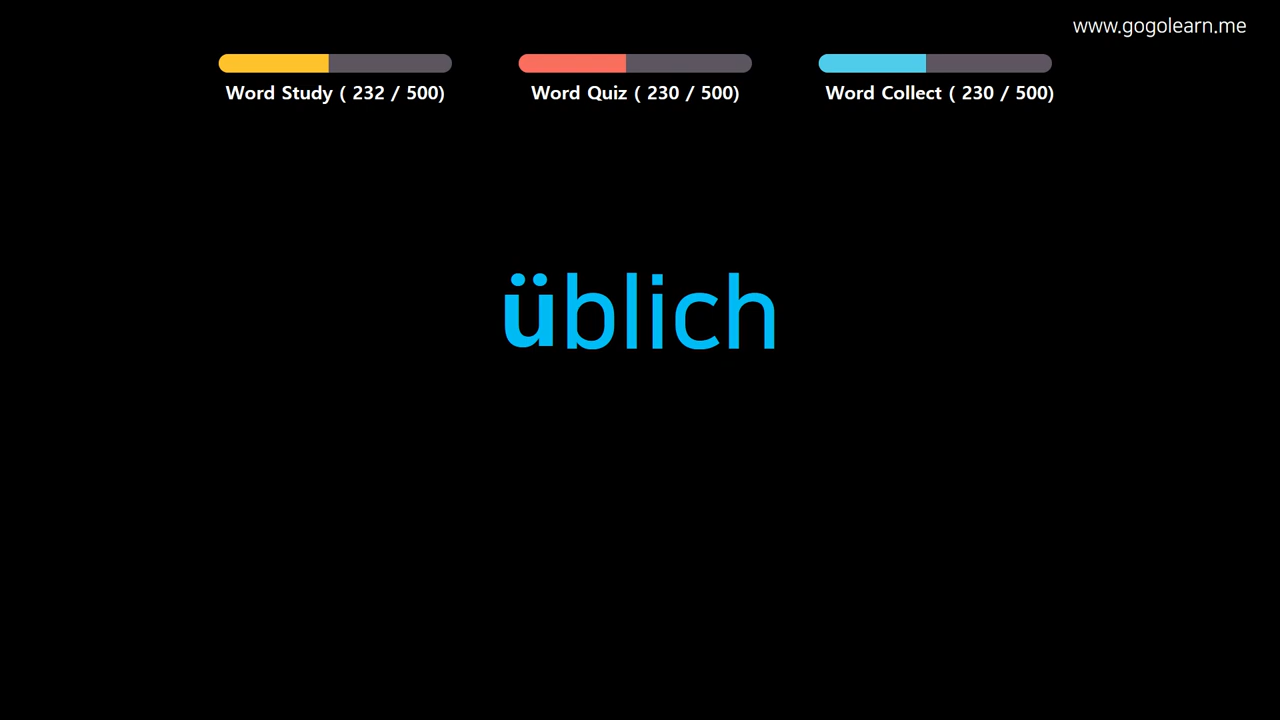 www.gogolearn.me
Word Study ( 232 / 500)
Word Quiz ( 230 / 500)
Word Collect ( 230 / 500)
üblich